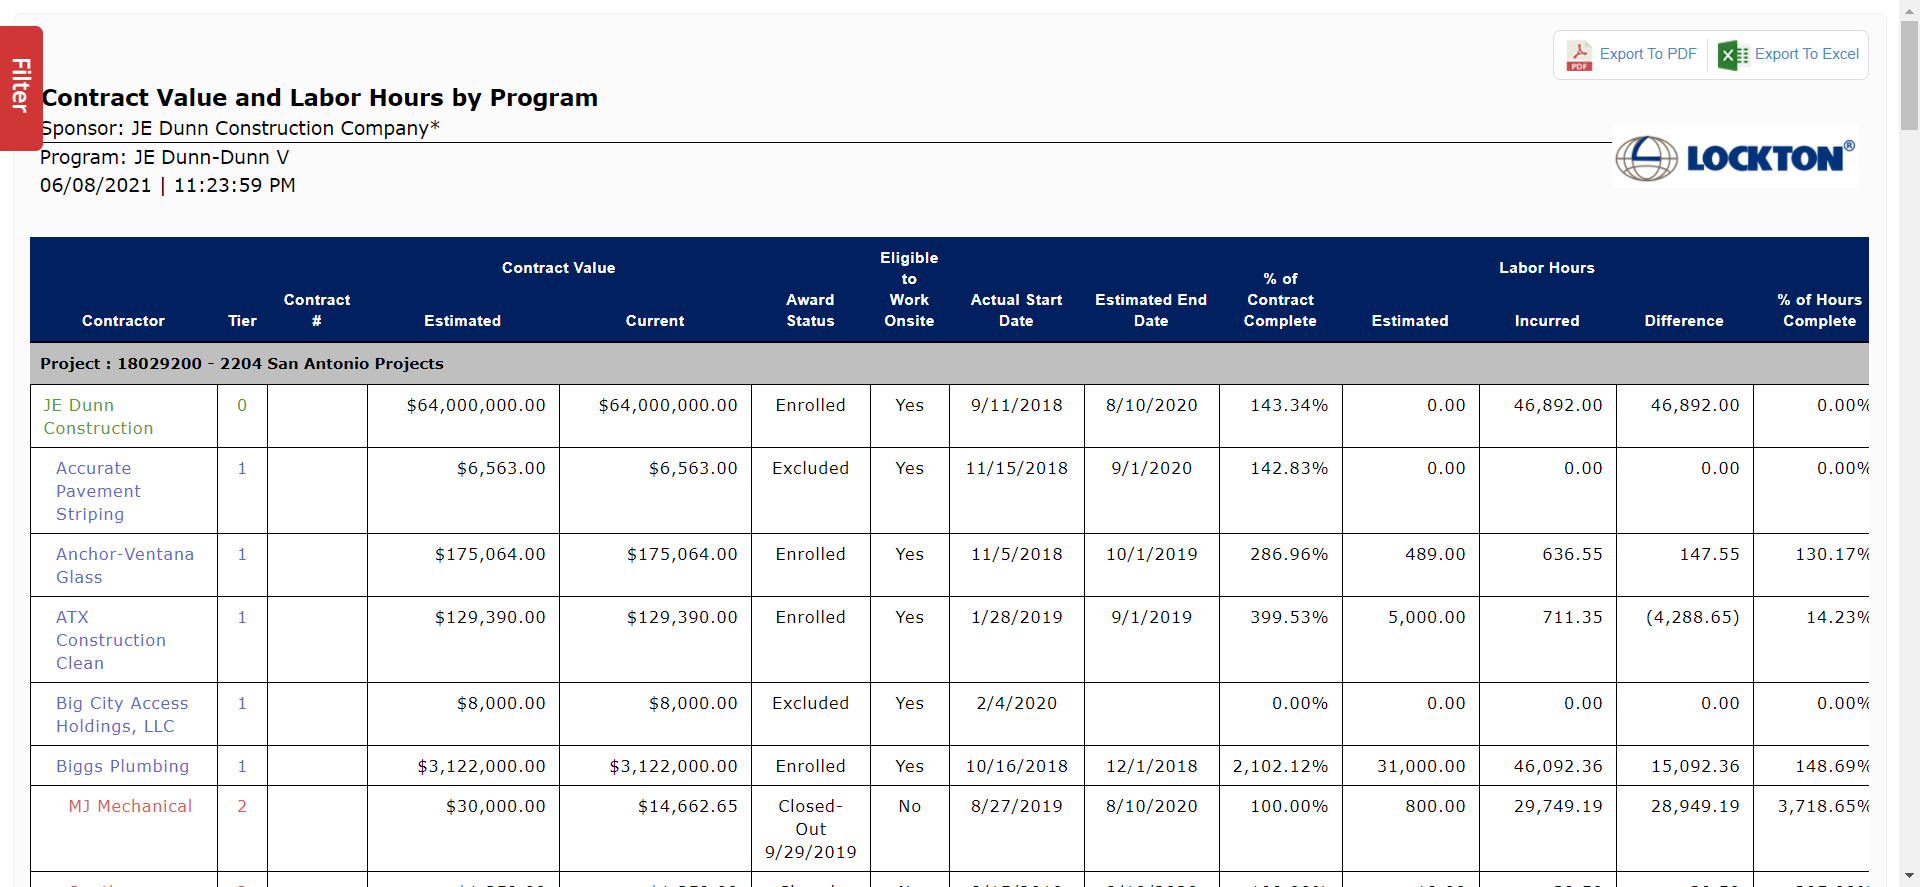 Filter
Export To PDF
Export To Excel
Contract Value and Labor Hours by Program
Sponsor: JE Dunn Construction Company*
Program: JE Dunn-Dunn V
06/08/2021 | 11:23:59 PM
LOCKTON®
Contract Value Labor Hours
Contractor Tier Contract # Estimated Current Award Status Eligible to Work Onsite Actual Start Date Estimated End Date % of Contract Complete Estimated Incurred Difference % of Hours Complete
Project : 18029200 - 2204 San Antonio Projects
JE Dunn Construction 0 $64,000,000.00 $64,000,000.00 Enrolled Yes 9/11/2018 8/10/2020 143.34% 0.00 46,892.00 46,892.00 0.00%
Accurate Pavement Striping 1 $6,563.00 $6,563.00 Excluded Yes 11/15/2018 9/1/2020 142.83% 0.00 0.00 0.00 0.00%
Anchor-Ventana Glass 1 $175,064.00 $175,064.00 Enrolled Yes 11/5/2018 10/1/2019 286.96% 489.00 636.55 147.55 130.17%
ATX Construction Clean 1 $129,390.00 $129,390.00 Enrolled Yes 1/28/2019 9/1/2019 399.53% 5,000.00 711.35 (4,288.65) 14.23%
Big City Access Holdings, LLC 1 $8,000.00 $8,000.00 Excluded Yes 2/4/2020 0.00% 0.00 0.00 0.00 0.00%
Biggs Plumbing 1 $3,122,000.00 $3,122,000.00 Enrolled Yes 10/16/2018 12/1/2018 2,102.12% 31,000.00 46,092.36 15,092.36 148.69%
MJ Mechanical 2 $30,000.00 $14,662.65 Closed-Out 9/29/2019 No 8/27/2019 8/10/2020 100.00% 800.00 29,749.19 28,949.19 3,718.65%